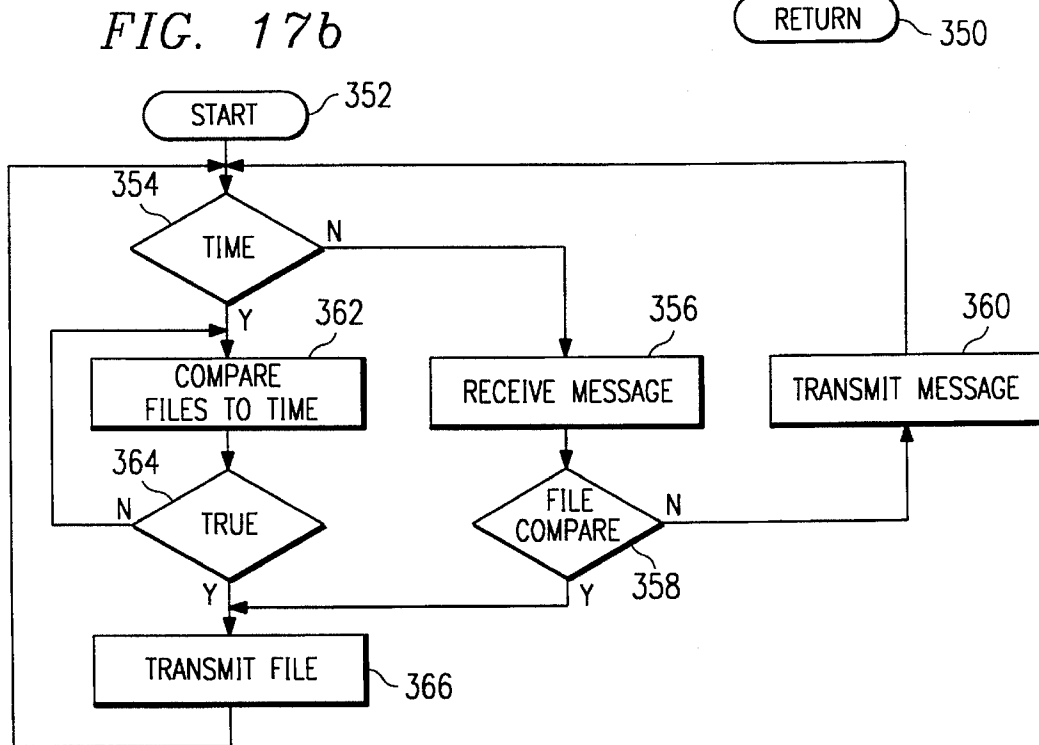 FIG. 17b
RETURN
350
START
352
354
TIME
N
Y
362
COMPARE
FILES TO TIME
356
RECEIVE MESSAGE
360
TRANSMIT MESSAGE
364
N
TRUE
Y
FILE
COMPARE
N
358
Y
TRANSMIT FILE
366